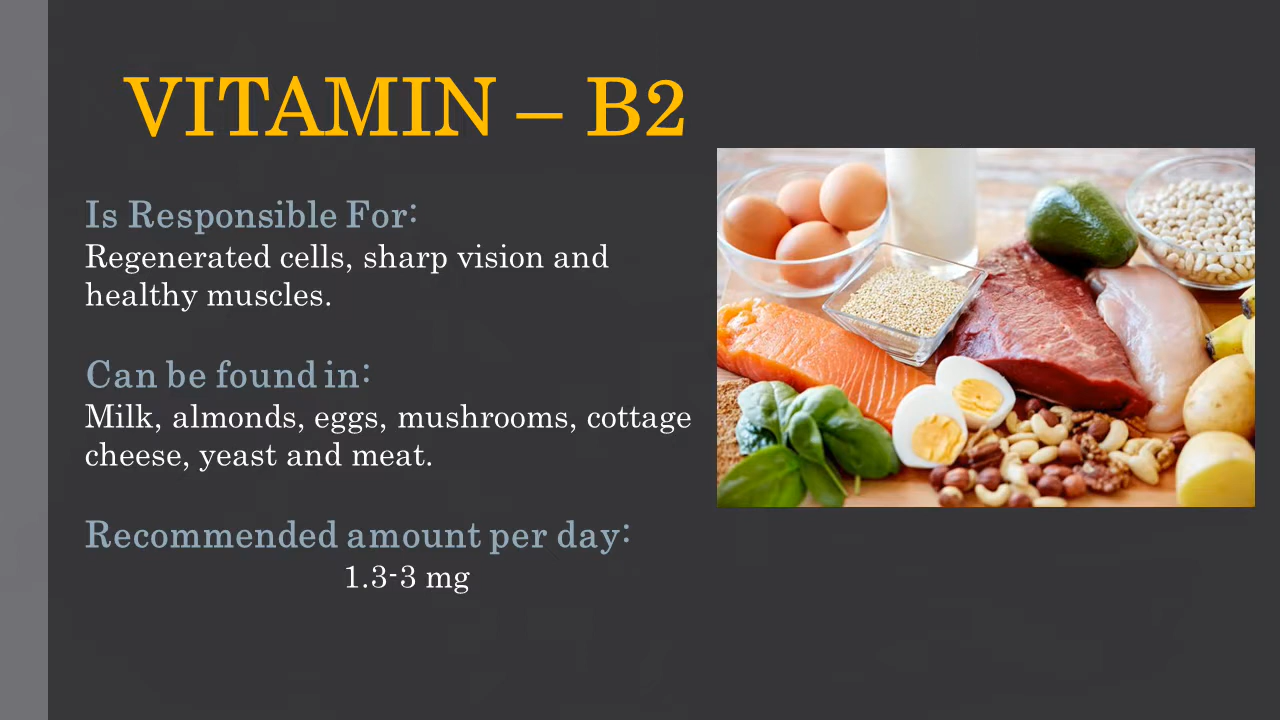 VITAMIN – B2
Is Responsible For:
Regenerated cells, sharp vision and
healthy muscles.
Can be found in:
Milk, almonds, eggs, mushrooms, cottage
cheese, yeast and meat.
Recommended amount per day:
1.3-3 mg